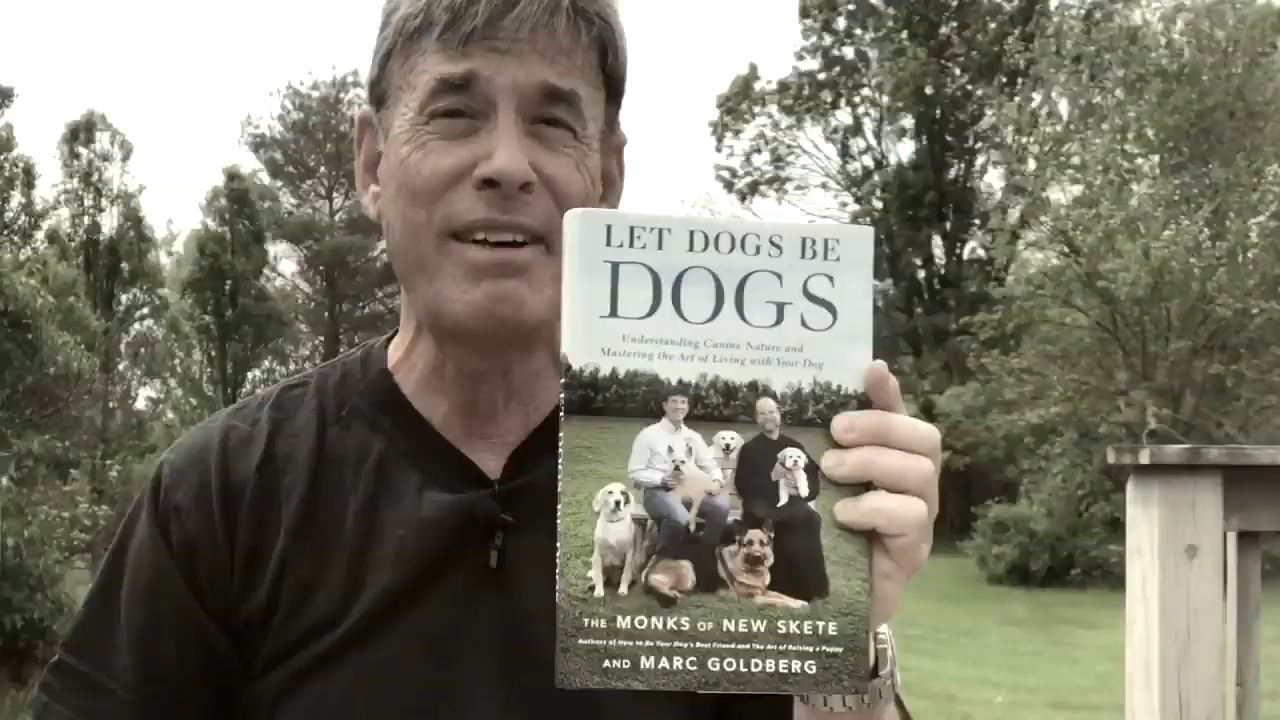 LET DOGS BE
DOGS
Understanding Canine Nature and
Mastering the Art of Living with Your Dog
THE MONKS OF NEW SKETE
Authors of How to Be Your Dog's Best Friend and The Art of Raising a Puppy
AND MARC GOLDBERG